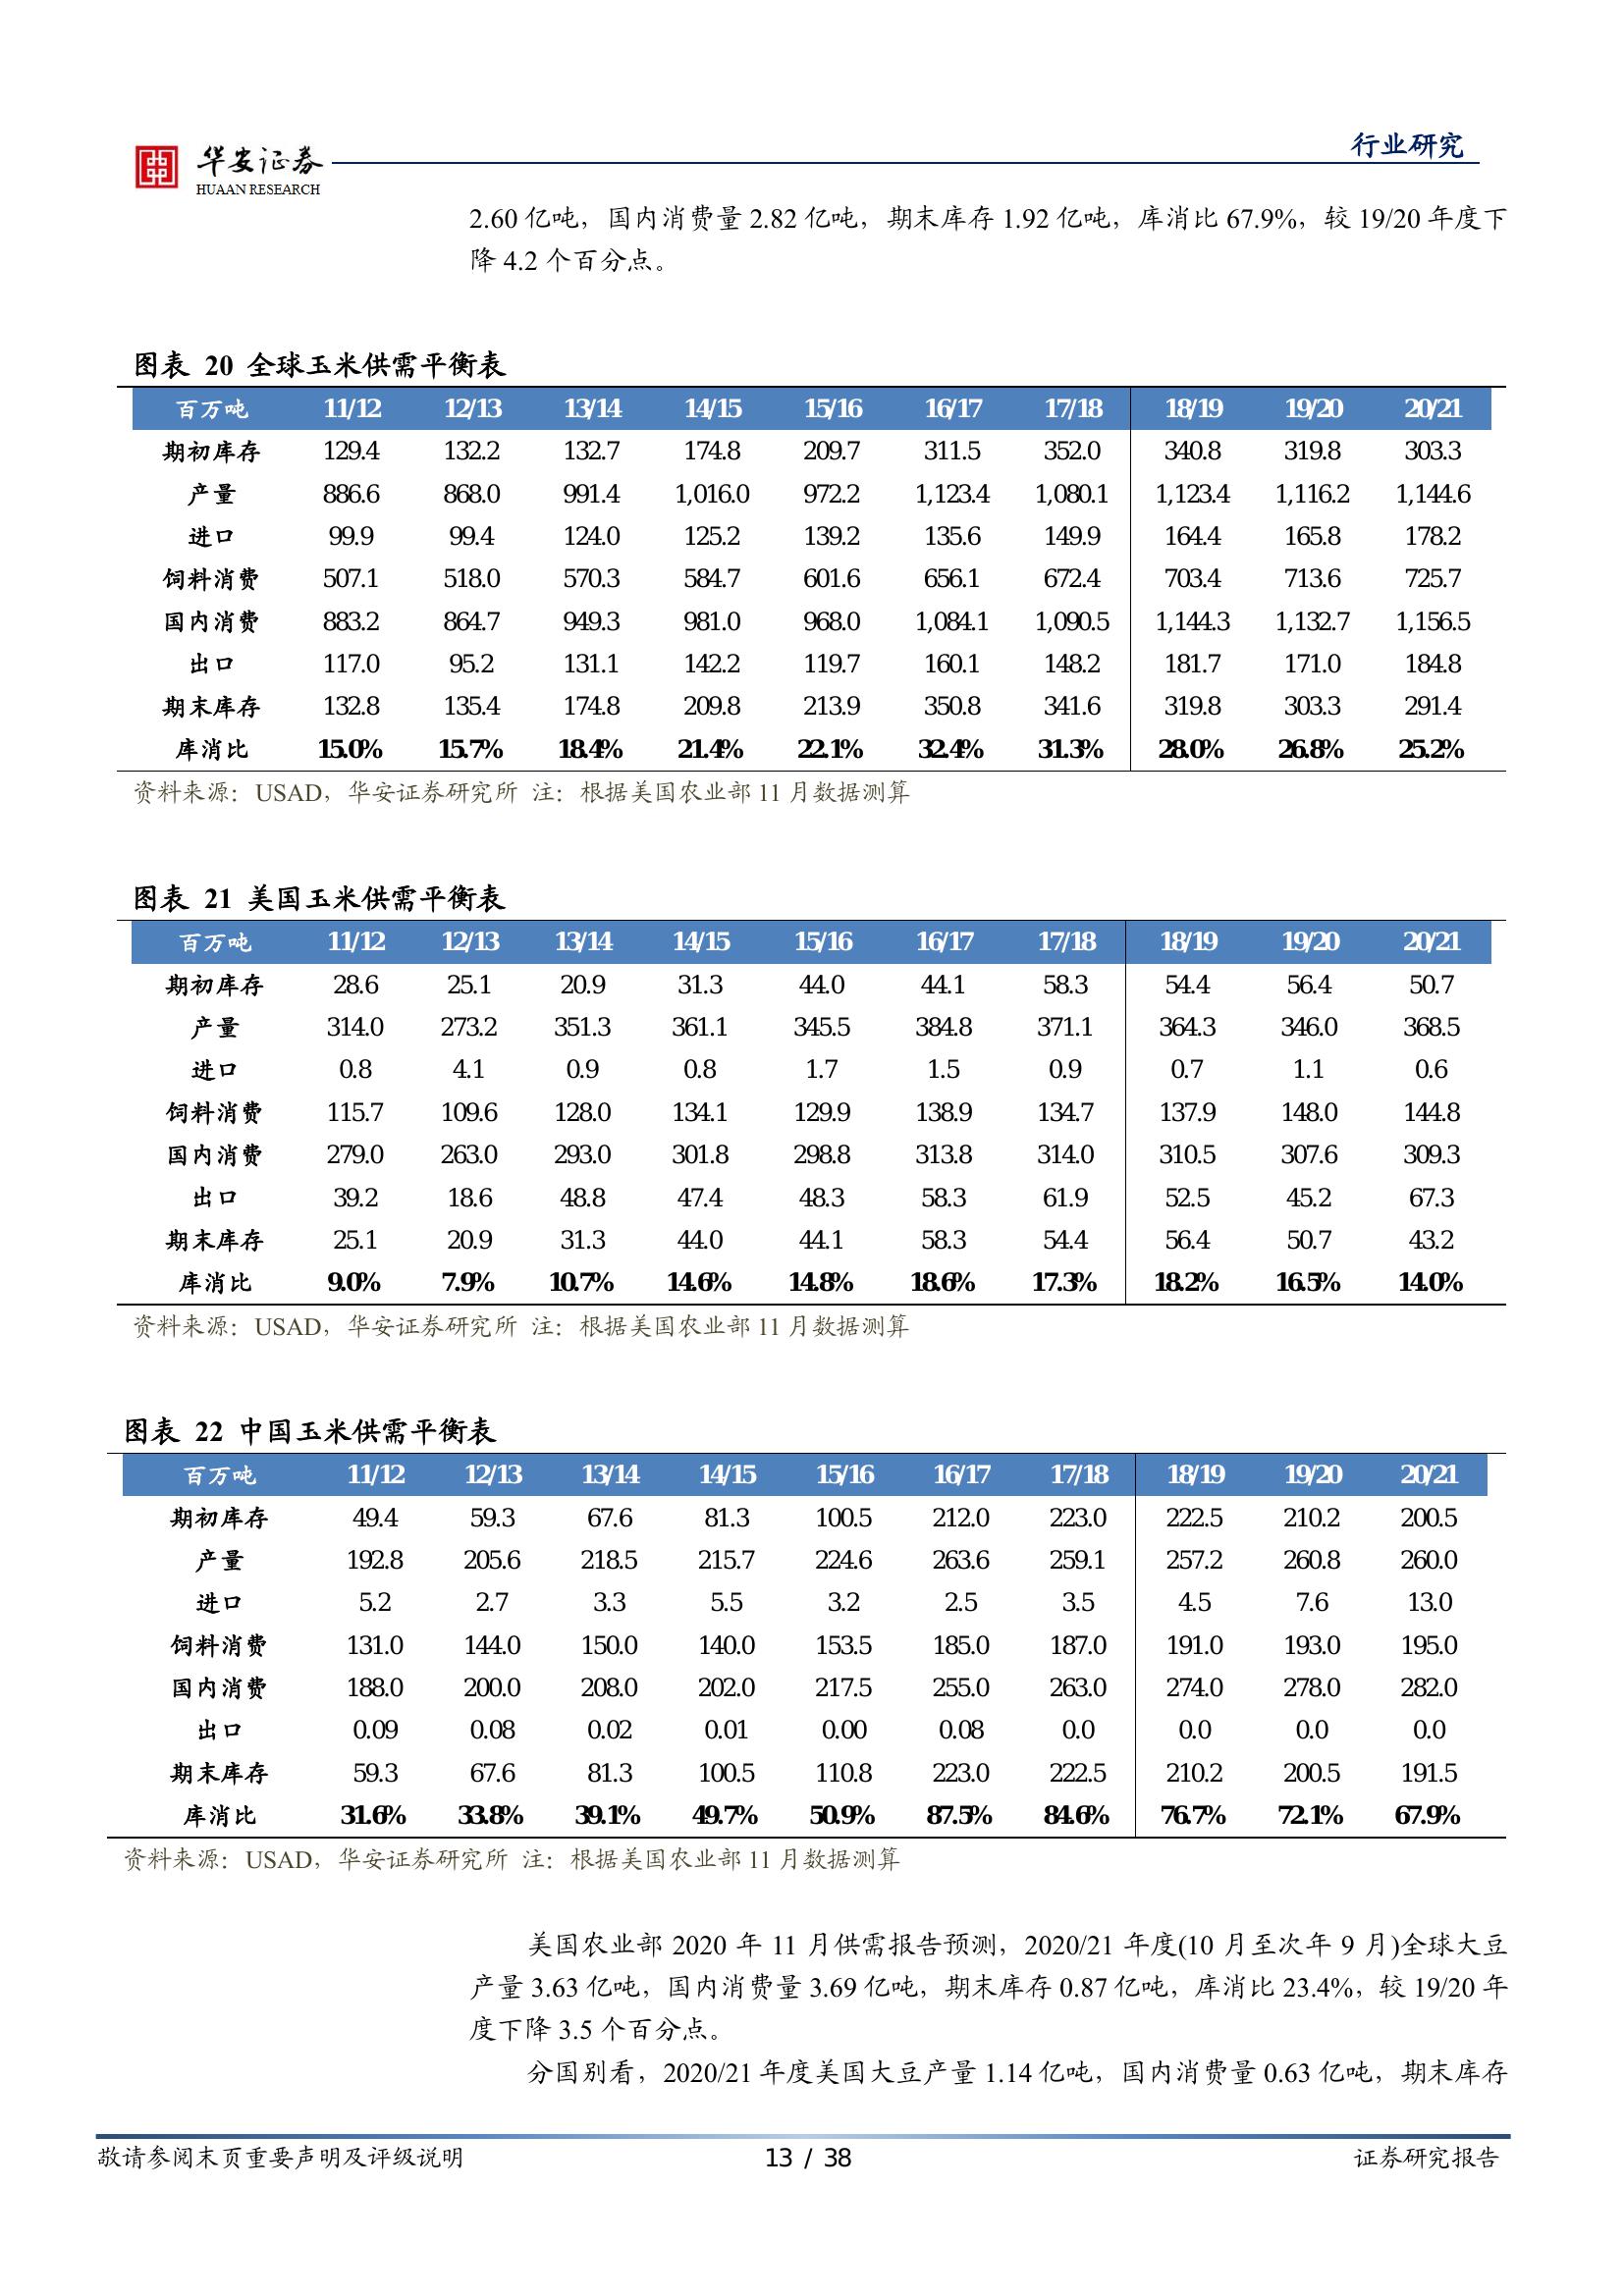 华安证券
HUAAN RESEARCH
行业研究
2.60 亿吨，国内消费量 2.82 亿吨，期末库存 1.92 亿吨，库消比 67.9%，较 19/20 年度下
降 4.2 个百分点。
图表 20 全球玉米供需平衡表
百万吨 11/12 12/13 13/14 14/15 15/16 16/17 17/18 18/19 19/20 20/21
期初库存 129.4 132.2 132.7 174.8 209.7 311.5 352.0 340.8 319.8 303.3
产量 886.6 868.0 991.4 1,016.0 972.2 1,123.4 1,080.1 1,123.4 1,116.2 1,144.6
进口 99.9 99.4 124.0 125.2 139.2 135.6 149.9 164.4 165.8 178.2
饲料消费 507.1 518.0 570.3 584.7 601.6 656.1 672.4 703.4 713.6 725.7
国内消费 883.2 864.7 949.3 981.0 968.0 1,084.1 1,090.5 1,144.3 1,132.7 1,156.5
出口 117.0 95.2 131.1 142.2 119.7 160.1 148.2 181.7 171.0 184.8
期末库存 132.8 135.4 174.8 209.8 213.9 350.8 341.6 319.8 303.3 291.4
库消比 15.0% 15.7% 18.4% 21.4% 22.1% 32.4% 31.3% 28.0% 26.8% 25.2%
资料来源：USAD，华安证券研究所 注：根据美国农业部 11 月数据测算
图表 21 美国玉米供需平衡表
百万吨 11/12 12/13 13/14 14/15 15/16 16/17 17/18 18/19 19/20 20/21
期初库存 28.6 25.1 20.9 31.3 44.0 44.1 58.3 54.4 56.4 50.7
产量 314.0 273.2 351.3 361.1 345.5 384.8 371.1 364.3 346.0 368.5
进口 0.8 4.1 0.9 0.8 1.7 1.5 0.9 0.7 1.1 0.6
饲料消费 115.7 109.6 128.0 134.1 129.9 138.9 134.7 137.9 148.0 144.8
国内消费 279.0 263.0 293.0 301.8 298.8 313.8 314.0 310.5 307.6 309.3
出口 39.2 18.6 48.8 47.4 48.3 58.3 61.9 52.5 45.2 67.3
期末库存 25.1 20.9 31.3 44.0 44.1 58.3 54.4 56.4 50.7 43.2
库消比 9.0% 7.9% 10.7% 14.6% 14.8% 18.6% 17.3% 18.2% 16.5% 14.0%
资料来源：USAD，华安证券研究所 注：根据美国农业部 11 月数据测算
图表 22 中国玉米供需平衡表
百万吨 11/12 12/13 13/14 14/15 15/16 16/17 17/18 18/19 19/20 20/21
期初库存 49.4 59.3 67.6 81.3 100.5 212.0 223.0 222.5 210.2 200.5
产量 192.8 205.6 218.5 215.7 224.6 263.6 259.1 257.2 260.8 260.0
进口 5.2 2.7 3.3 5.5 3.2 2.5 3.5 4.5 7.6 13.0
饲料消费 131.0 144.0 150.0 140.0 153.5 185.0 187.0 191.0 193.0 195.0
国内消费 188.0 200.0 208.0 202.0 217.5 255.0 263.0 274.0 278.0 282.0
出口 0.09 0.08 0.02 0.01 0.00 0.08 0.0 0.0 0.0 0.0
期末库存 59.3 67.6 81.3 100.5 110.8 223.0 222.5 210.2 200.5 191.5
库消比 31.6% 33.8% 39.1% 49.7% 50.9% 87.5% 84.6% 76.7% 72.1% 67.9%
资料来源：USAD，华安证券研究所 注：根据美国农业部 11 月数据测算
美国农业部 2020 年 11 月供需报告预测，2020/21 年度(10 月至次年 9 月)全球大豆
产量 3.63 亿吨，国内消费量 3.69 亿吨，期末库存 0.87 亿吨，库消比 23.4%，较 19/20 年
度下降 3.5 个百分点。
分国别看，2020/21 年度美国大豆产量 1.14 亿吨，国内消费量 0.63 亿吨，期末库存
敬请参阅末页重要声明及评级说明 13 / 38 证券研究报告